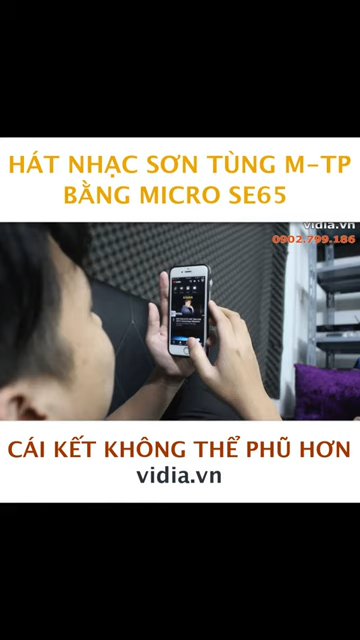 HÁT NHẠC SƠN TÙNG M-TP
BẰNG MICRO SE65
vidia.vn
0902.799.186
CÁI KẾT KHÔNG THỂ PHŨ HƠN
vidia.vn